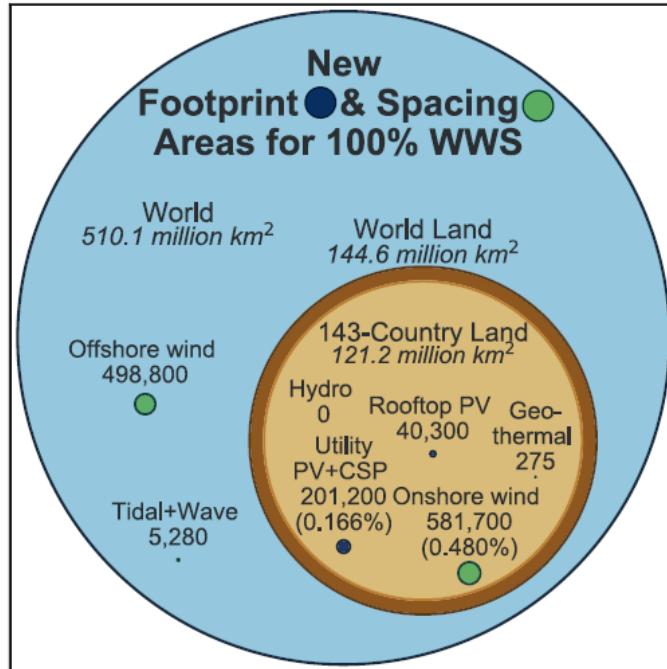 New
Footprint & Spacing
Areas for 100% WWS
World
510.1 million km²
World Land
144.6 million km²
143-Country Land
121.2 million km²
Offshore wind
498,800
Hydro
0
Rooftop PV
40,300
Geo-
thermal
275
Utility
PV+CSP
201,200
(0.166%)
Onshore wind
581,700
(0.480%)
Tidal+Wave
5,280